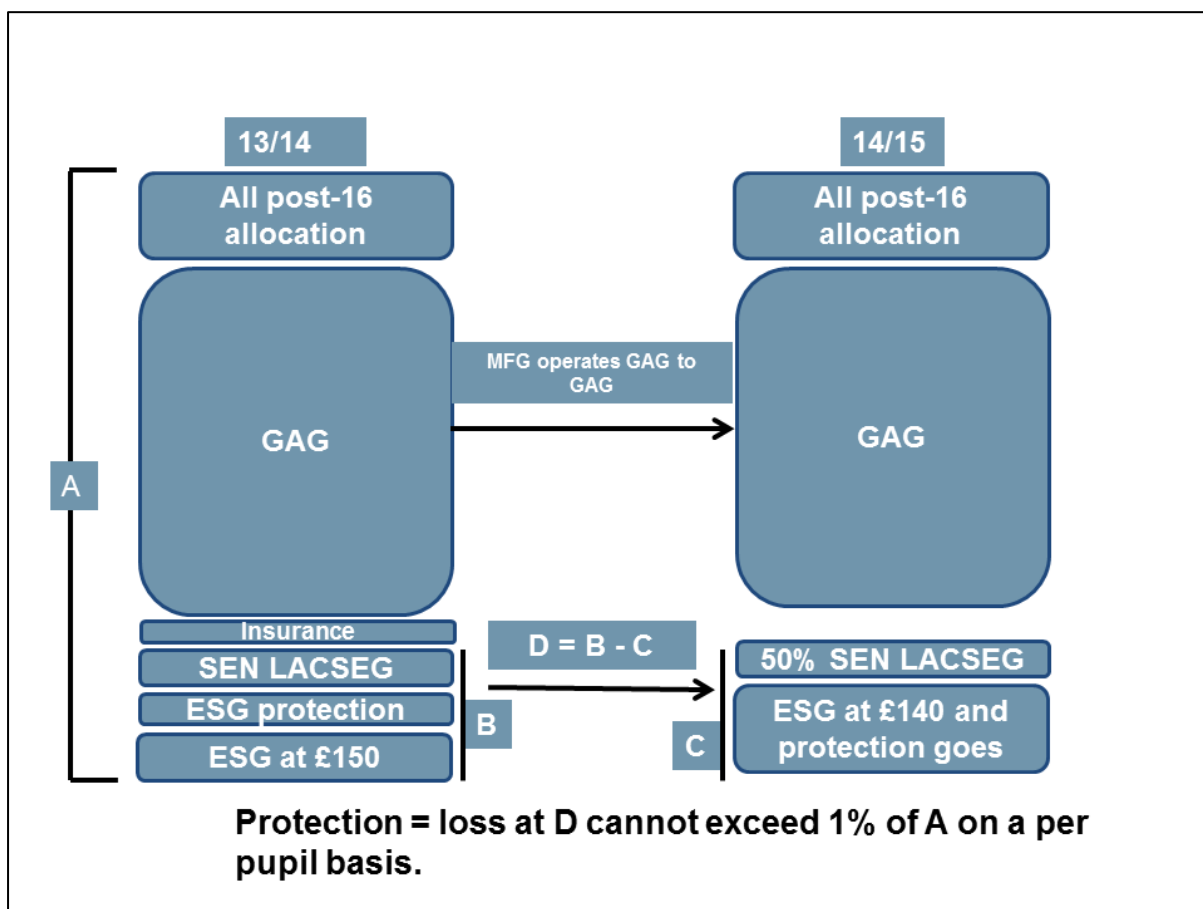 13/14
14/15
All post-16
allocation
All post-16
allocation
MFG operates GAG to
GAG
GAG
GAG
A
Insurance
SEN LACSEG
ESG protection
ESG at £150
D = B - C
B
C
50% SEN LACSEG
ESG at £140 and
protection goes
Protection = loss at D cannot exceed 1% of A on a per
pupil basis.